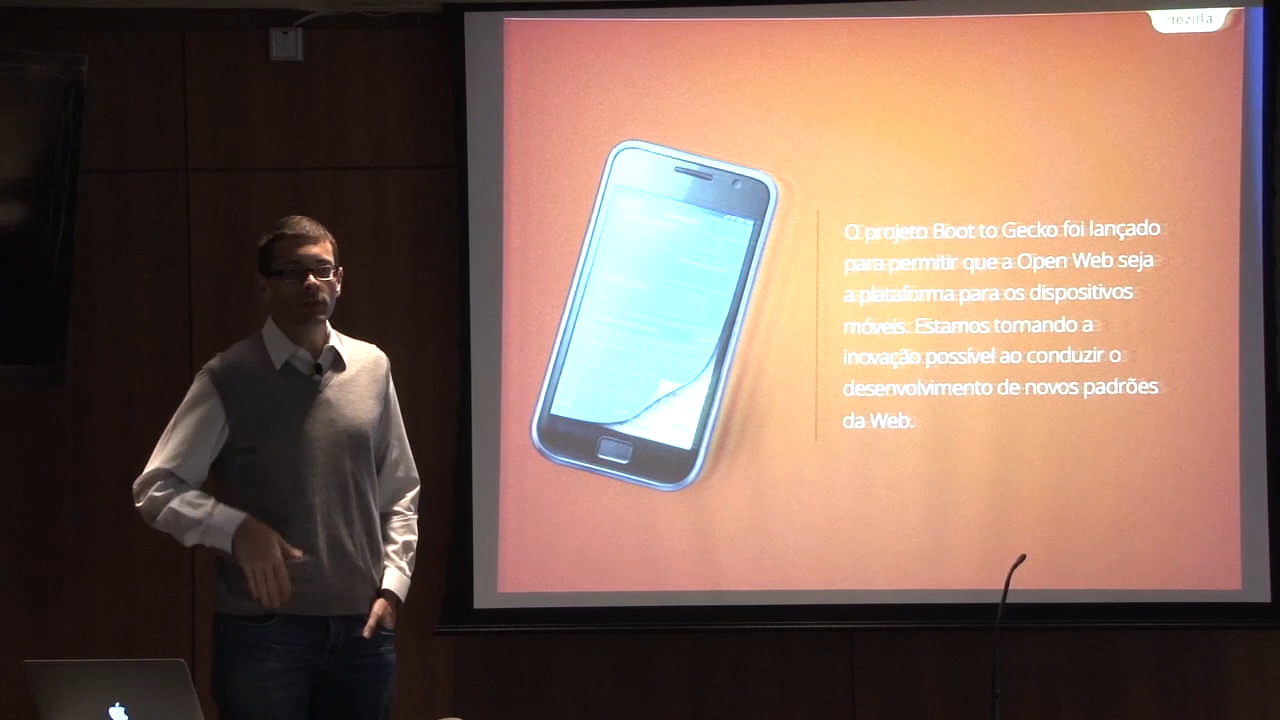 mozilla
O projeto Boot to Gecko foi lançado
para permitir que a Open Web seja
a plataforma para os dispositivos
móveis. Estamos tornando a
inovação possível ao conduzir o
desenvolvimento de novos padrões
da Web.